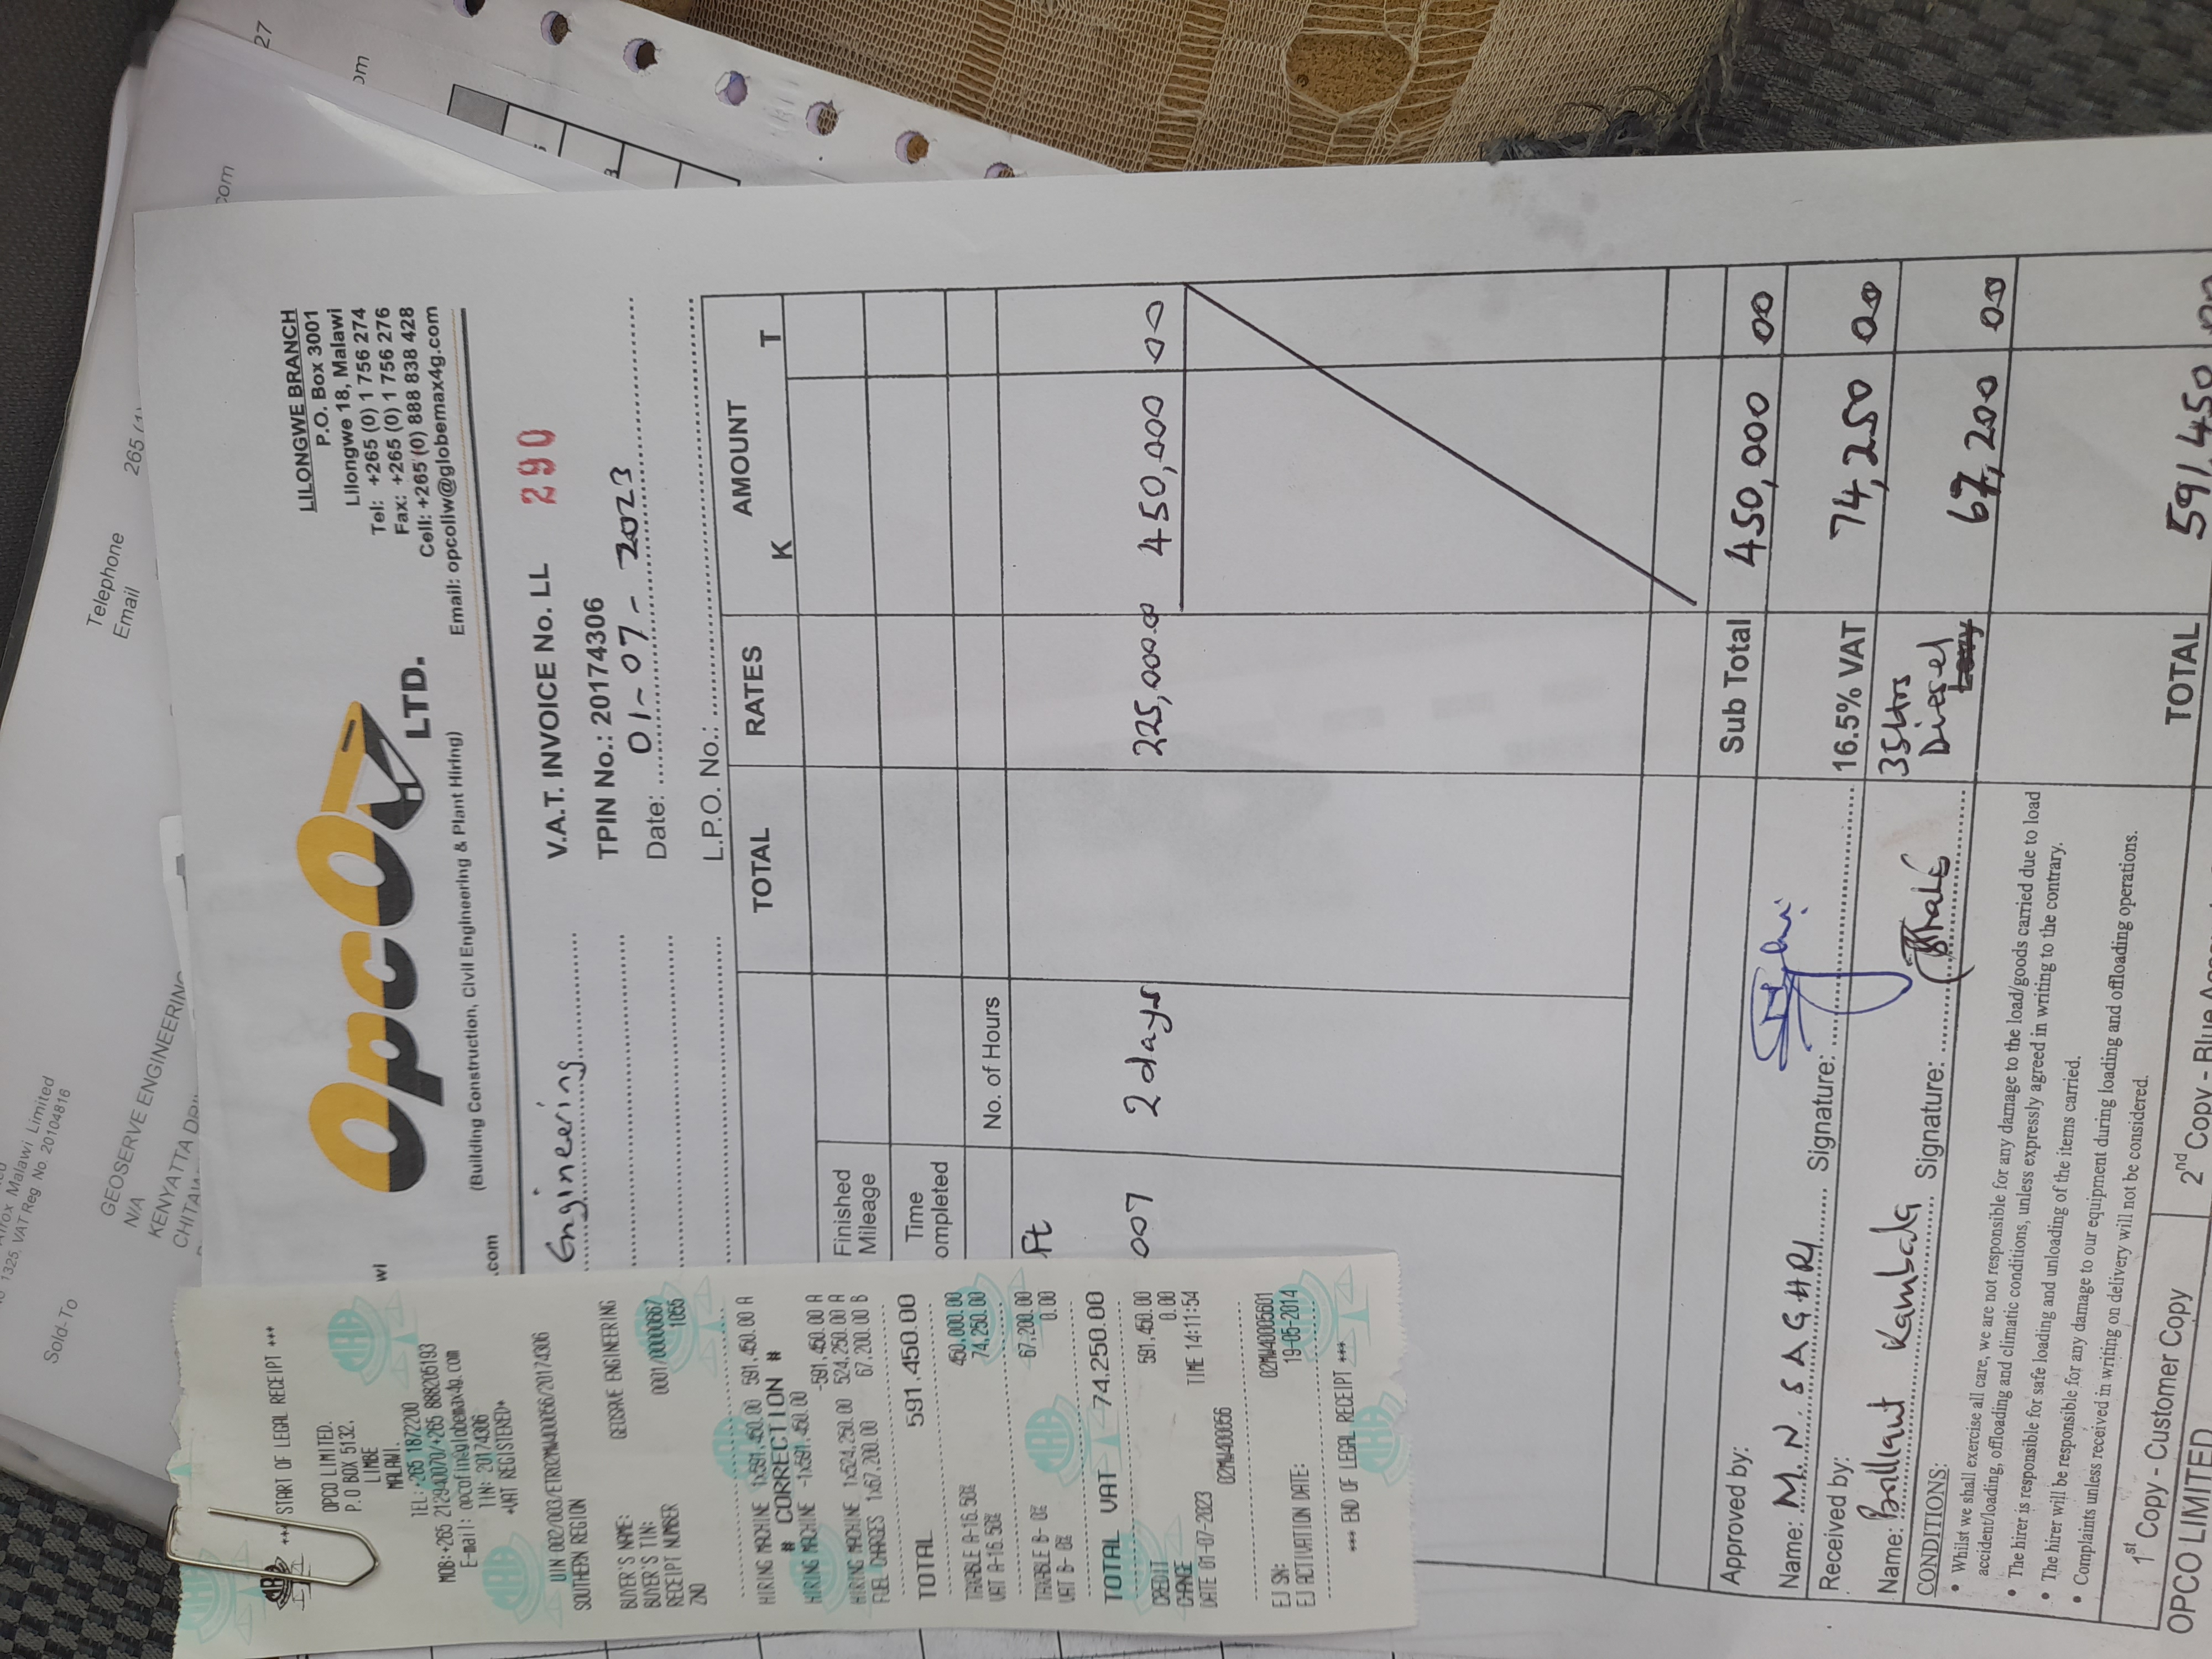 Malawi Limited
1325, VAT Reg. No. 20104816
Sold-To
GEOSERVE ENGINEERING
N/A
KENYATTA
Telephone
Email
265 (1)
com
27
om
*** START OF LEGAL RECEIPT ***
OPCO LIMITED.
P.O BOX 5132,
LIMBE
MALAWI.
TEL:+265 1872200
MOB:+265 212940070/+265 888205193
E-mail: opcofin@globemax4g.com
TIN: 20174306
*VAT REGISTERED*
UIN 002/003/ETR02MW400056/20174306
SOUTHERN REGION
BUYER'S NAME: GEOSAVE ENGINEERING
BUYER'S TIN:
RECEIPT NUMBER 0001/00000667
ZNO 1055
HIRING MACHINE 1x591,450.00 591,450.00 A
# CORRECTION #
HIRING MACHINE -1x591,450.00
-591,450.00 A
HIRING MACHINE 1x524,250.00 524,250.00 A
FUEL CHARGES 1x67,200.00 67,200.00 B
TOTAL 591,450.00
TAXABLE A-16.50% 450,000.00
VAT A-16.50% 74,250.00
TAXABLE B- 0% 67,200.00
VAT B- 0% 0.00
TOTAL VAT 74,250.00
CREDIT 591,450.00
CHANGE 0.00
DATE 01-07-2023 TIME 14:11:54
02MW400056
EJ SN: 02MW40005601
EJ ACTIVATION DATE: 19-05-2014
*** END OF LEGAL RECEIPT ***
MRA
wi
.com
OpcO LTD.
(Building Construction, Civil Engineering & Plant Hiring)
LILONGWE BRANCH
P.O. Box 3001
Lilongwe 18, Malawi
Tel: +265 (0) 1 756 274
Fax: +265 (0) 1 756 276
Cell: +265 (0) 888 838 428
Email: opcoliw@globemax4g.com
Engineering
V.A.T. INVOICE No. LL 290
TPIN No.: 20174306
Date: 01-07-2023
L.P.O. No.:
TOTAL RATES AMOUNT
K T
Finished
Mileage
Time
ompleted
No. of Hours
Ft
007 2 days 225,000.00 450,000 00
Approved by:
Sub Total 450,000 00
Name: M.N. SAGHRI Signature:
16.5% VAT 74,250 00
Received by:
Name: Brilliant Kambala Signature:
35Ltrs
Diesel 67,200 00
CONDITIONS:
• Whilst we shall exercise all care, we are not responsible for any damage to the load/goods carried due to load
accident/loading, offloading and climatic conditions, unless expressly agreed in writing to the contrary.
• The hirer is responsible for safe loading and unloading of the items carried.
• The hirer will be responsible for any damage to our equipment during loading and offloading operations.
• Complaints unless received in writing on delivery will not be considered.
1st Copy - Customer Copy
2nd Copy - Blue
TOTAL 591,450 00
OPCO LIMITED